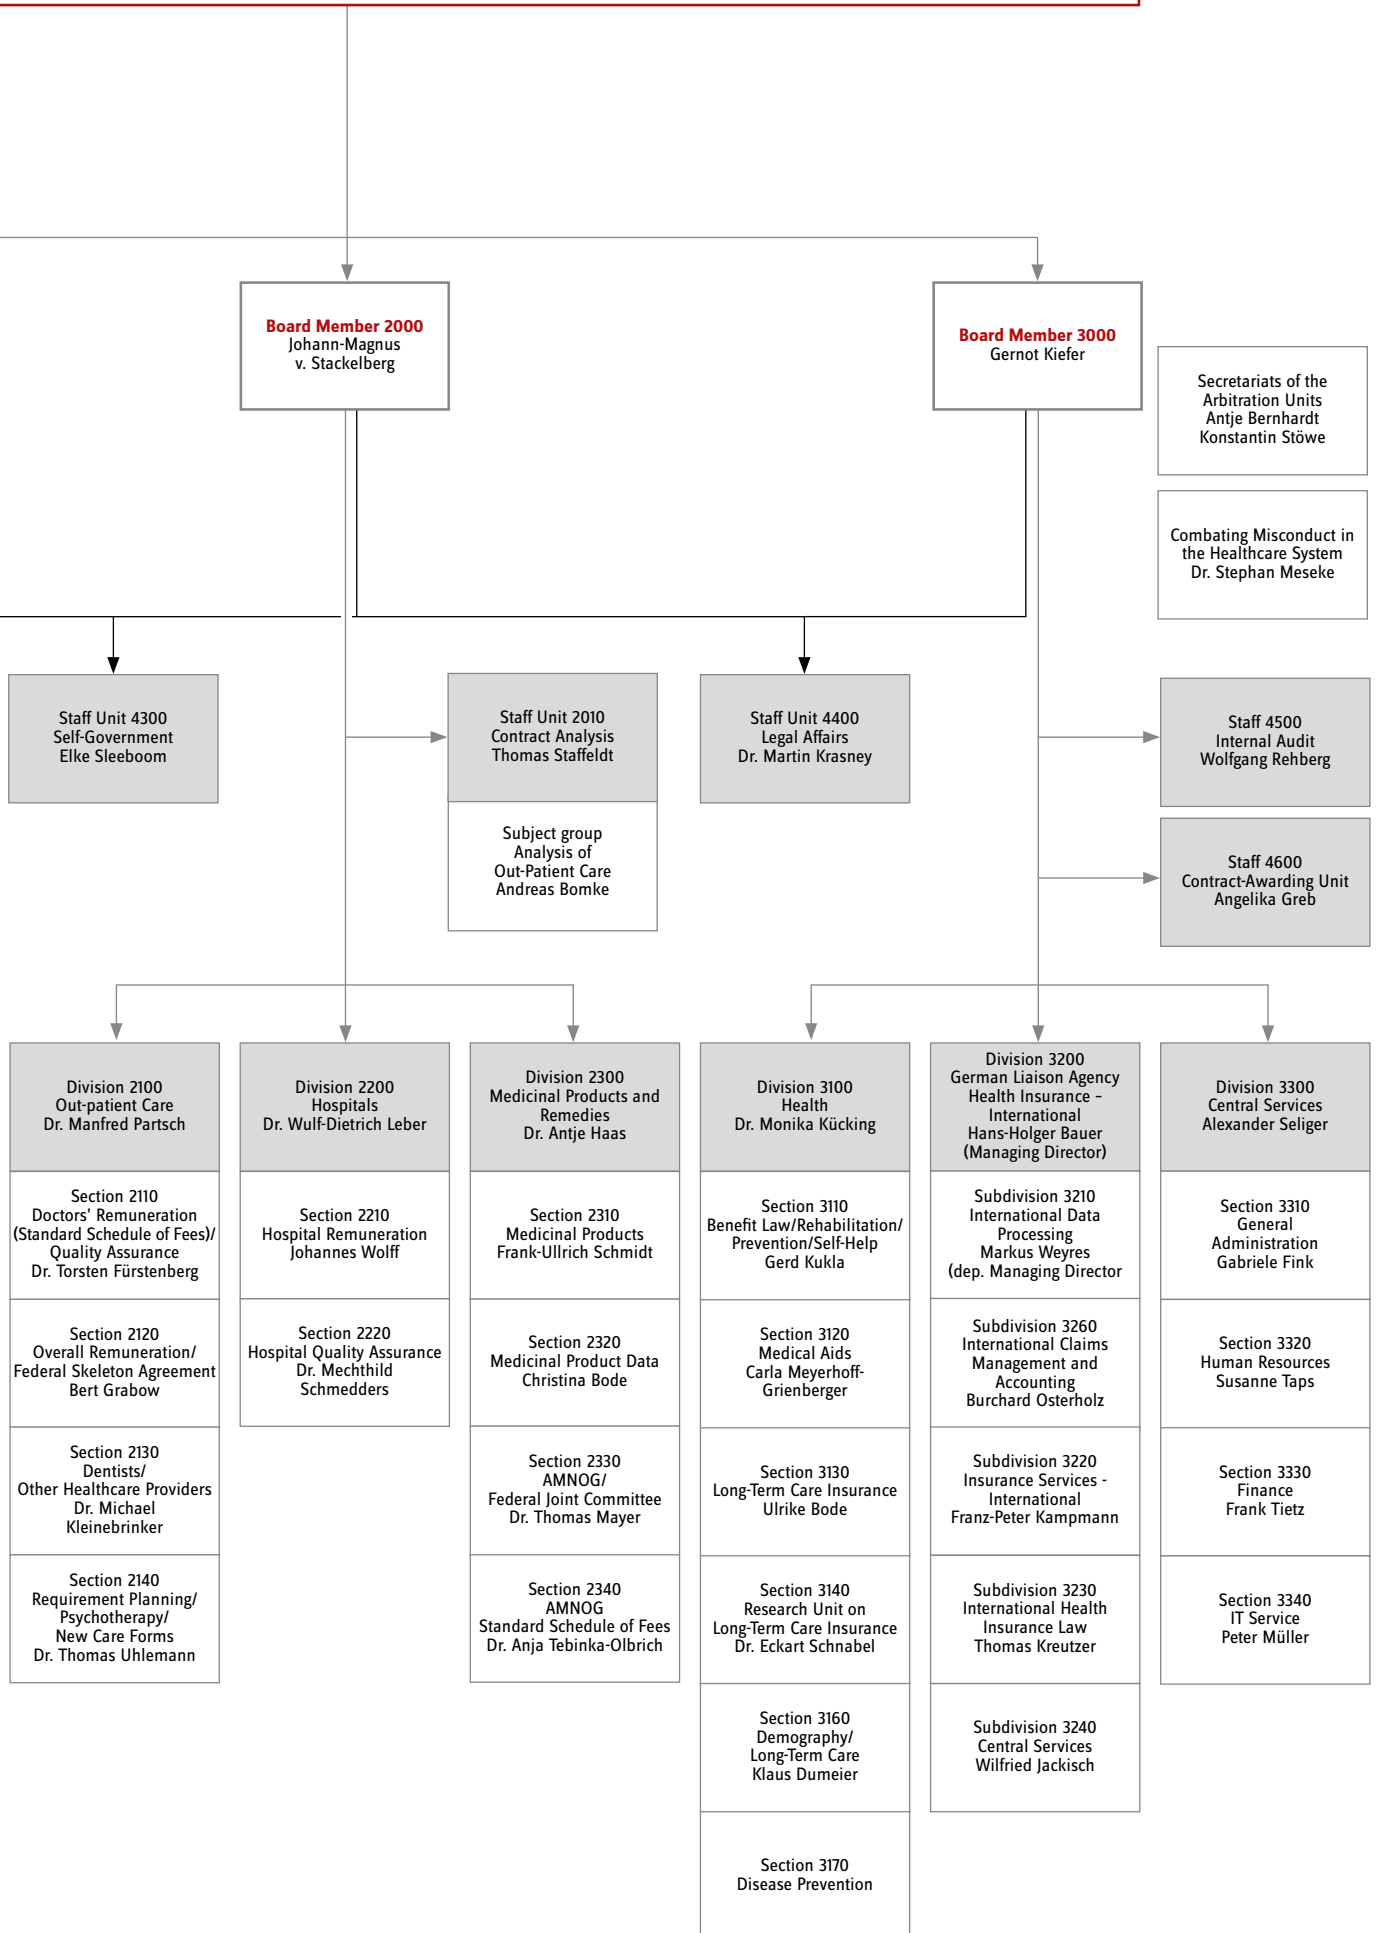 Board Member 2000
Johann-Magnus
v. Stackelberg
Board Member 3000
Gernot Kiefer
Secretariats of the
Arbitration Units
Antje Bernhardt
Konstantin Stöwe
Combating Misconduct in
the Healthcare System
Dr. Stephan Meseke
Staff Unit 4300
Self-Government
Elke Sleeboom
Staff Unit 2010
Contract Analysis
Thomas Staffeldt
Subject group
Analysis of
Out-Patient Care
Andreas Bomke
Staff Unit 4400
Legal Affairs
Dr. Martin Krasney
Staff 4500
Internal Audit
Wolfgang Rehberg
Staff 4600
Contract-Awarding Unit
Angelika Greb
Division 2100
Out-patient Care
Dr. Manfred Partsch
Section 2110
Doctors' Remuneration
(Standard Schedule of Fees)/
Quality Assurance
Dr. Torsten Fürstenberg
Section 2120
Overall Remuneration/
Federal Skeleton Agreement
Bert Grabow
Section 2130
Dentists/
Other Healthcare Providers
Dr. Michael
Kleinebrinker
Section 2140
Requirement Planning/
Psychotherapy/
New Care Forms
Dr. Thomas Uhlemann
Division 2200
Hospitals
Dr. Wulf-Dietrich Leber
Section 2210
Hospital Remuneration
Johannes Wolff
Section 2220
Hospital Quality Assurance
Dr. Mechthild
Schmedders
Division 2300
Medicinal Products and
Remedies
Dr. Antje Haas
Section 2310
Medicinal Products
Frank-Ullrich Schmidt
Section 2320
Medicinal Product Data
Christina Bode
Section 2330
AMNOG/
Federal Joint Committee
Dr. Thomas Mayer
Section 2340
AMNOG
Standard Schedule of Fees
Dr. Anja Tebinka-Olbrich
Division 3100
Health
Dr. Monika Kücking
Section 3110
Benefit Law/Rehabilitation/
Prevention/Self-Help
Gerd Kukla
Section 3120
Medical Aids
Carla Meyerhoff-
Grienberger
Section 3130
Long-Term Care Insurance
Ulrike Bode
Section 3140
Research Unit on
Long-Term Care Insurance
Dr. Eckart Schnabel
Section 3160
Demography/
Long-Term Care
Klaus Dumeier
Section 3170
Disease Prevention
Division 3200
German Liaison Agency
Health Insurance –
International
Hans-Holger Bauer
(Managing Director)
Subdivision 3210
International Data
Processing
Markus Weyres
(dep. Managing Director
Subdivision 3260
International Claims
Management and
Accounting
Burchard Osterholz
Subdivision 3220
Insurance Services -
International
Franz-Peter Kampmann
Subdivision 3230
International Health
Insurance Law
Thomas Kreutzer
Subdivision 3240
Central Services
Wilfried Jackisch
Division 3300
Central Services
Alexander Seliger
Section 3310
General
Administration
Gabriele Fink
Section 3320
Human Resources
Susanne Taps
Section 3330
Finance
Frank Tietz
Section 3340
IT Service
Peter Müller